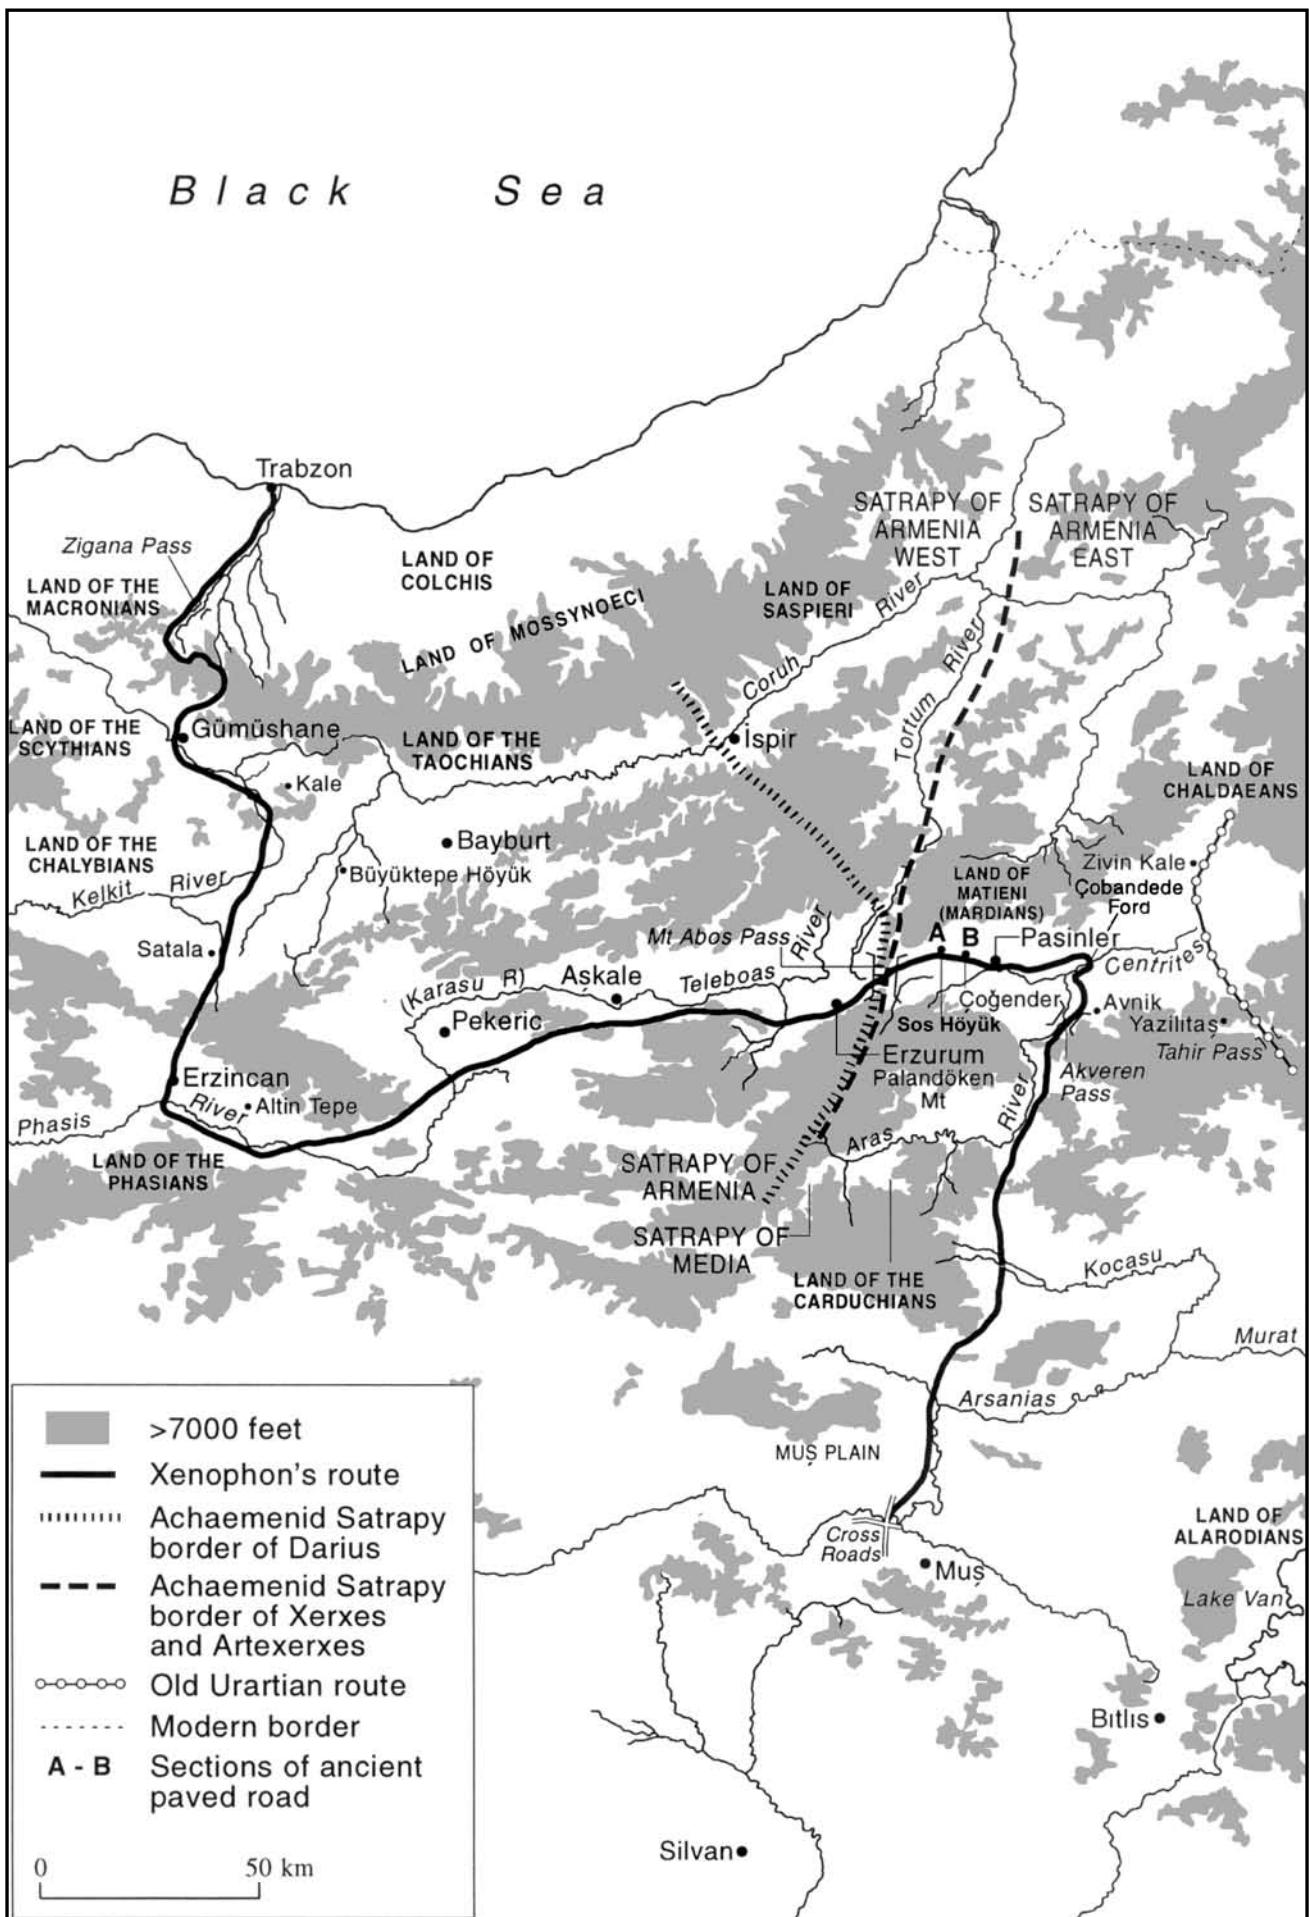 Black Sea
Trabzon
Zigana Pass
LAND OF THE
MACRONIANS
LAND OF
COLCHIS
LAND OF MOSSYNOECI
LAND OF
SASPIERI
SATRAPY OF
ARMENIA
WEST
SATRAPY OF
ARMENIA
EAST
Coruh River
Tortum River
LAND OF THE
SCYTHIANS
Gümüshane
Kale
LAND OF THE
TAOCHIANS
İspir
LAND OF
CHALDAEANS
LAND OF THE
CHALYBIANS
Kelkit River
Bayburt
Büyüktepe Höyük
Zivin Kale
LAND OF
MATIENI
(MARDIANS)
Çobandede
Ford
Satala
Mt Abos Pass
River
A
B
Pasinler
Centrites
(Karasu R)
Aşkale
Teleboas
Pekeric
Çoğender
Sos Höyük
Avnik
Yazilıtaş
Tahir Pass
Erzurum
Palandöken
Mt
Akveren
Pass
Erzincan
River
Altin Tepe
Phasis
Aras
River
LAND OF THE
PHASIANS
SATRAPY OF
ARMENIA
SATRAPY OF
MEDIA
LAND OF THE
CARDUCHIANS
Kocasu
Murat
Arsanias
MUŞ PLAIN
Cross
Roads
Muş
LAND OF
ALARODIANS
Lake Van
Bıtlıs
Silvan
>7000 feet
Xenophon's route
Achaemenid Satrapy
border of Darius
Achaemenid Satrapy
border of Xerxes
and Artexerxes
Old Urartian route
Modern border
A - B Sections of ancient
paved road
0 50 km